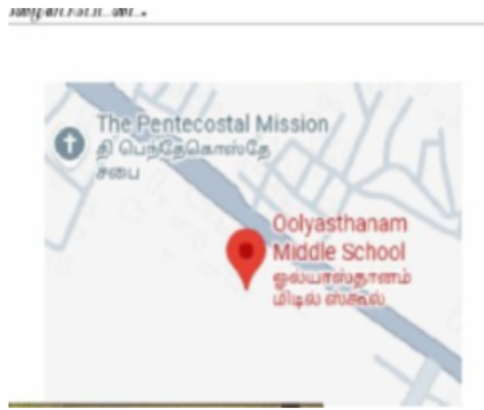 The Pentecostal Mission
தி பெந்தேகொஸ்தே
சபை
Oolyasthanam
Middle School
ஓல்யாஸ்தானம்
மிடில் ஸ்கூல்